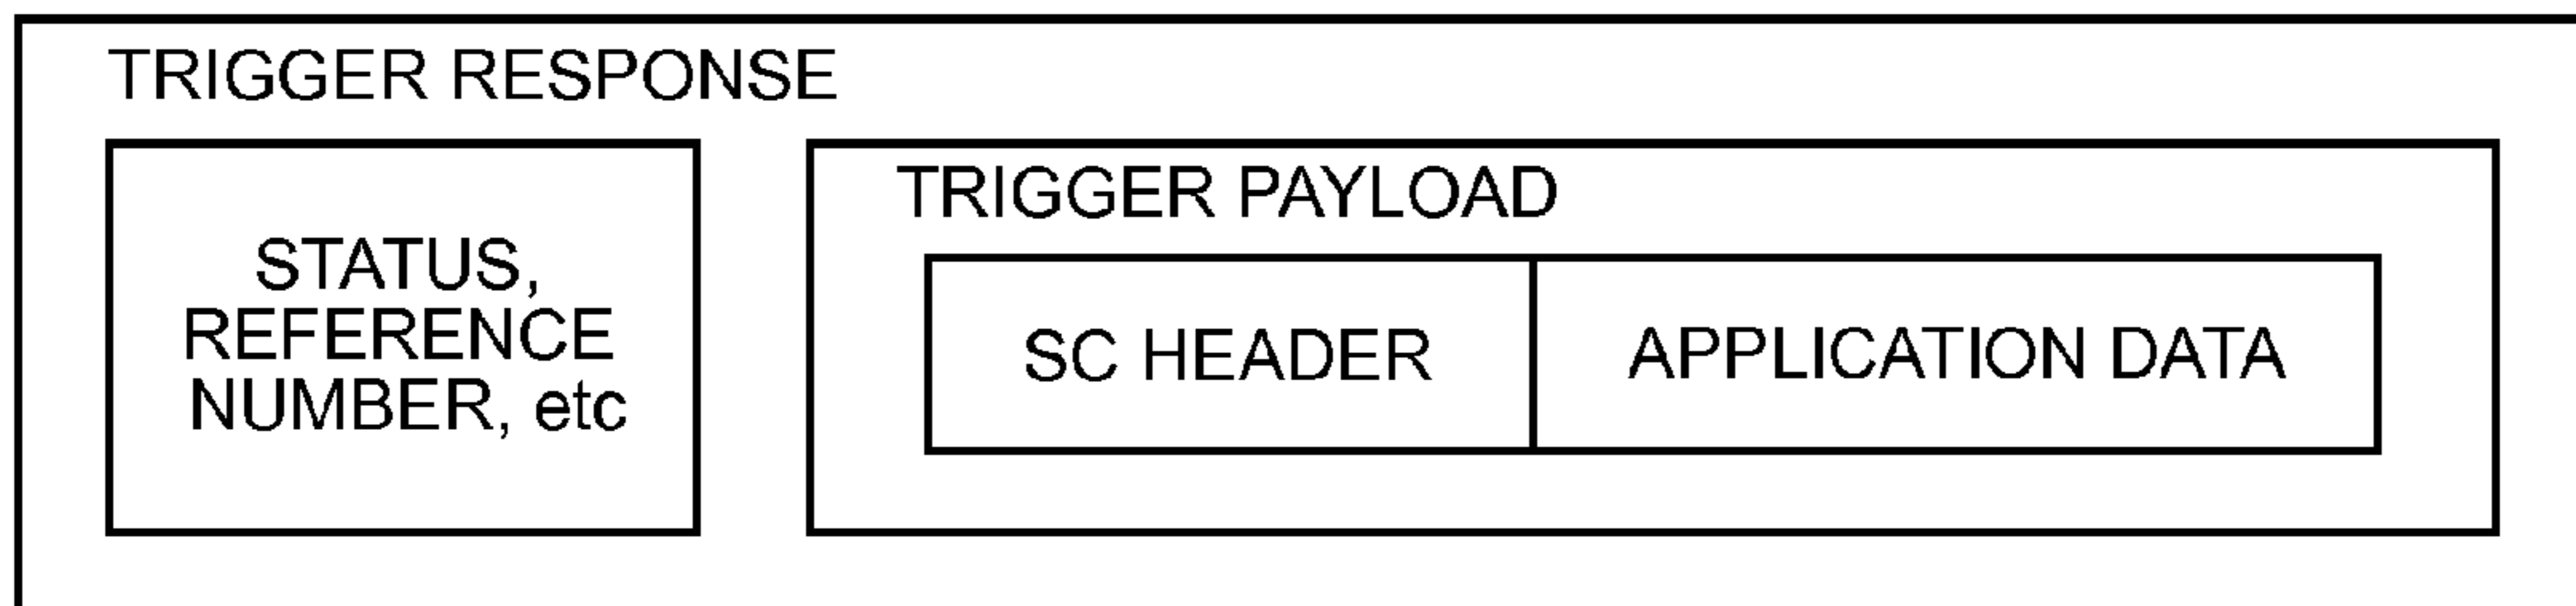 TRIGGER RESPONSE
STATUS,
REFERENCE
NUMBER, etc
TRIGGER PAYLOAD
SC HEADER
APPLICATION DATA